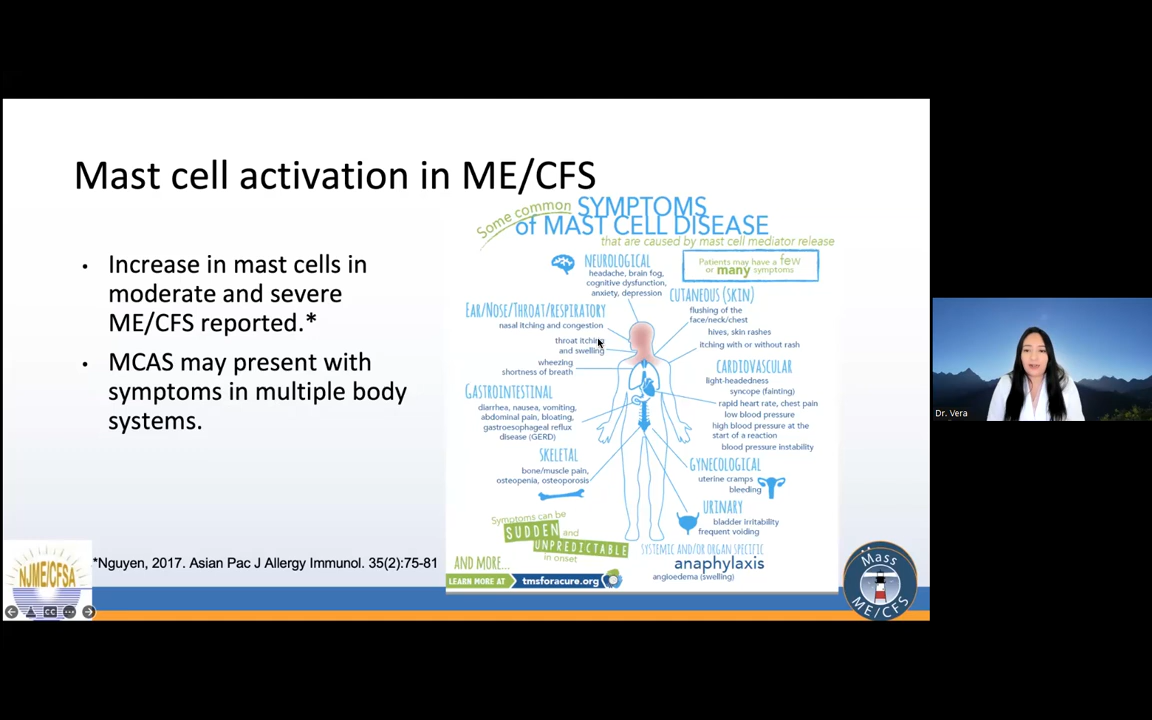 Mast cell activation in ME/CFS
• Increase in mast cells in
moderate and severe
ME/CFS reported.*
• MCAS may present with
symptoms in multiple body
systems.
*Nguyen, 2017. Asian Pac J Allergy Immunol. 35(2):75-81
Some common SYMPTOMS
of MAST CELL DISEASE
that are caused by mast cell mediator release
Patients may have a few
or many symptoms
NEUROLOGICAL
headache, brain fog,
cognitive dysfunction,
anxiety, depression
EAR/NOSE/THROAT/RESPIRATORY
nasal itching and congestion
throat itching
and swelling
wheezing
shortness of breath
GASTROINTESTINAL
diarrhea, nausea, vomiting,
abdominal pain, bloating,
gastroesophageal reflux
disease (GERD)
SKELETAL
bone/muscle pain,
osteopenia, osteoporosis
CUTANEOUS (SKIN)
flushing of the
face/neck/chest
hives, skin rashes
itching with or without rash
CARDIOVASCULAR
light-headedness
syncope (fainting)
rapid heart rate, chest pain
low blood pressure
high blood pressure at the
start of a reaction
blood pressure instability
GYNECOLOGICAL
uterine cramps
bleeding
URINARY
bladder irritability
frequent voiding
SYSTEMIC AND/OR ORGAN SPECIFIC
anaphylaxis
angioedema (swelling)
Symptoms can be
SUDDEN and
UNPREDICTABLE
in onset
AND MORE...
LEARN MORE AT tmsforacure.org
NJME/CFSA
CC
Mass
ME/CFS
Dr. Vera